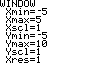 WINDOW
Xmin=-5
Xmax=5
Xscl=1
Ymin=-5
Ymax=10
Yscl=1
Xres=1